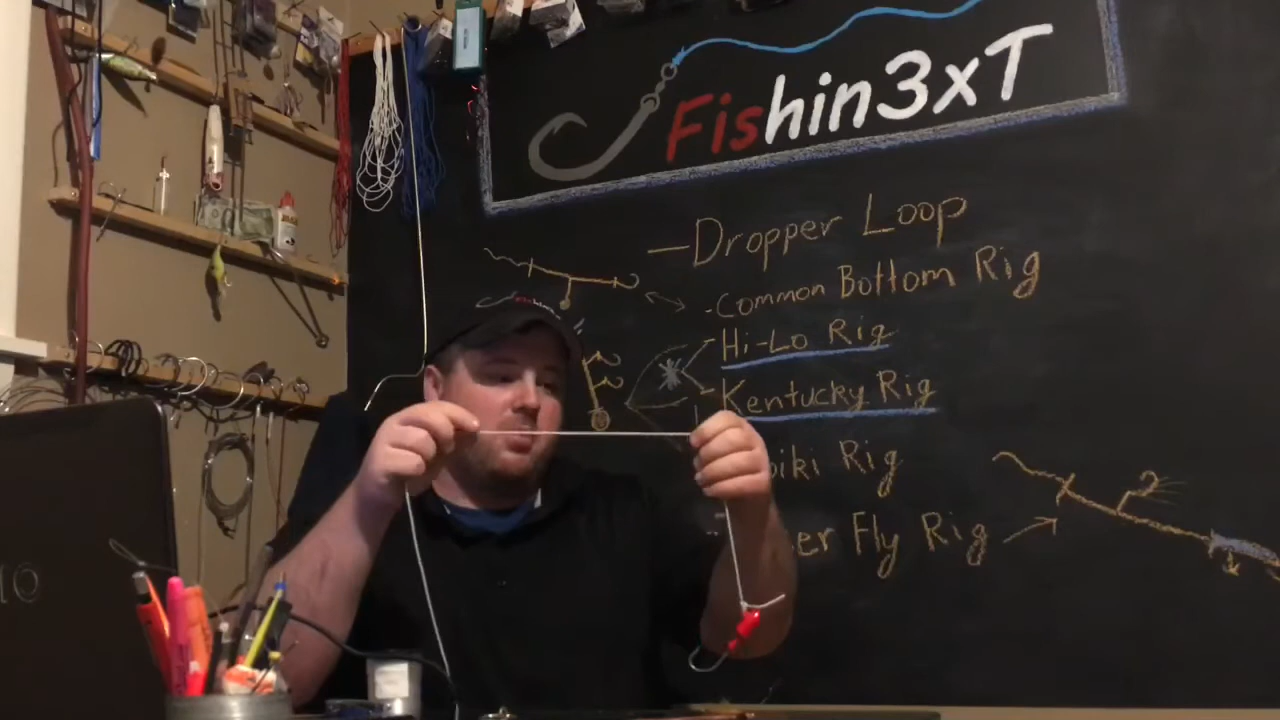 Fishin3xT
- Dropper Loop
- Common Bottom Rig
- Hi-Lo Rig
- Kentucky Rig
Rig
Fly Rig